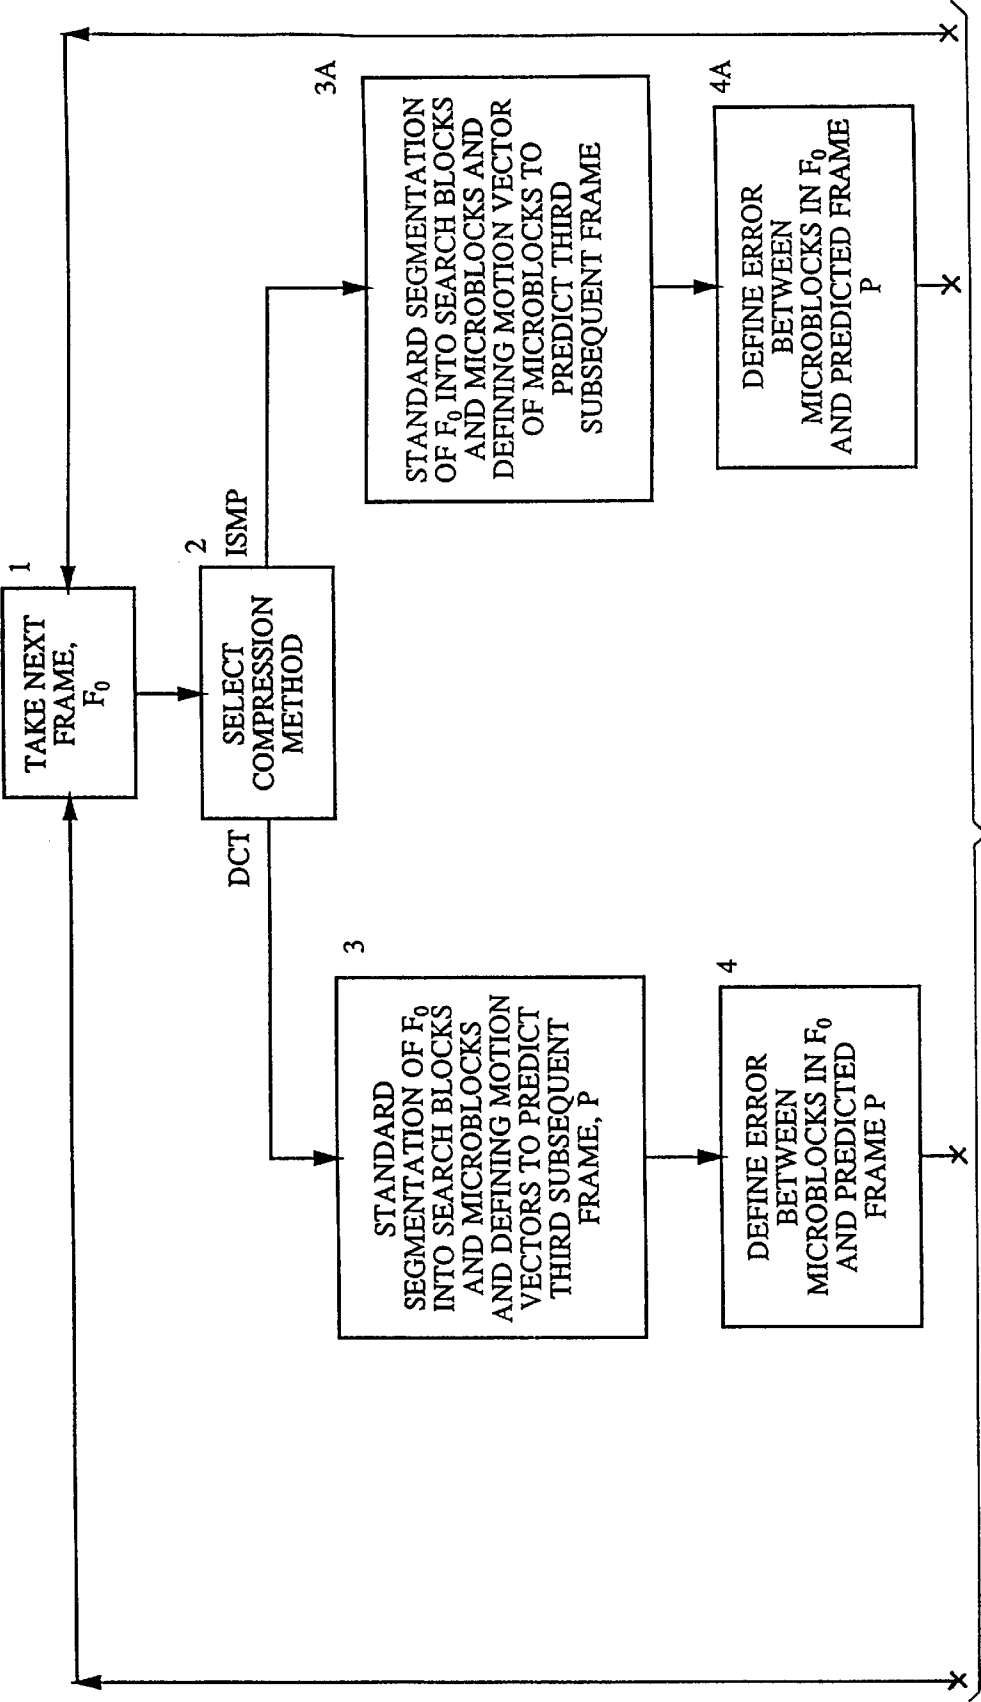 1
TAKE NEXT
FRAME,
F0
2
SELECT
COMPRESSION
METHOD
DCT
ISMP
3
STANDARD
SEGMENTATION OF F0
INTO SEARCH BLOCKS
AND MICROBLOCKS
AND DEFINING MOTION
VECTORS TO PREDICT
THIRD SUBSEQUENT
FRAME, P
3A
STANDARD SEGMENTATION
OF F0 INTO SEARCH BLOCKS
AND MICROBLOCKS AND
DEFINING MOTION VECTOR
OF MICROBLOCKS TO
PREDICT THIRD
SUBSEQUENT FRAME
4
DEFINE ERROR
BETWEEN
MICROBLOCKS IN F0
AND PREDICTED
FRAME P
4A
DEFINE ERROR
BETWEEN
MICROBLOCKS IN F0
AND PREDICTED FRAME
P